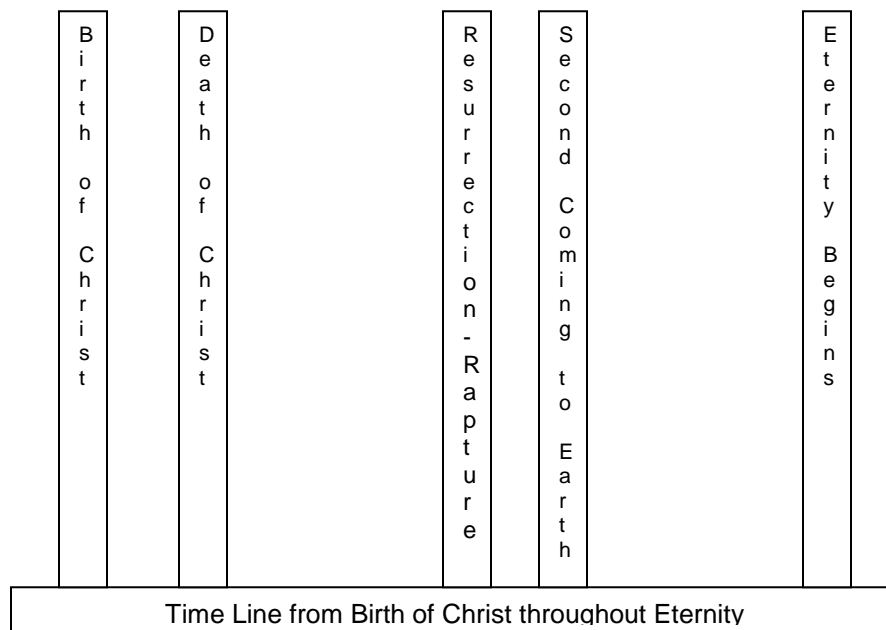 Birth of Christ
Death of Christ
Resurrection-Rapture
Second Coming to Earth
Eternity Begins
Time Line from Birth of Christ throughout Eternity